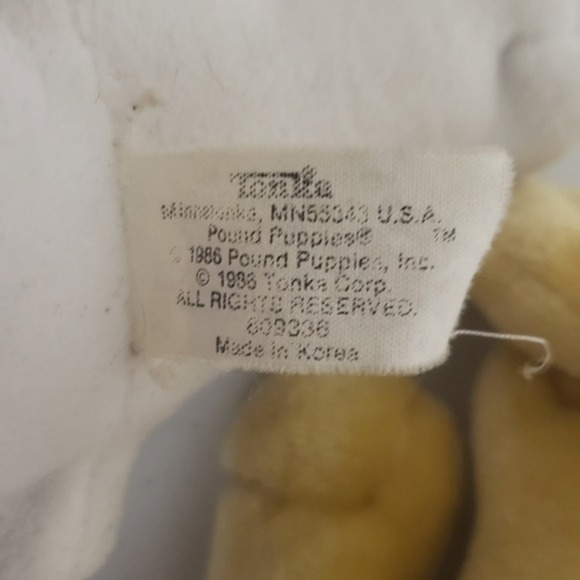 Tonka
Minnetonka, MN55343 U.S.A.
Pound Puppies® ™
© 1986 Pound Puppies, Inc.
© 1986 Tonka Corp.
ALL RIGHTS RESERVED.
609336
Made in Korea